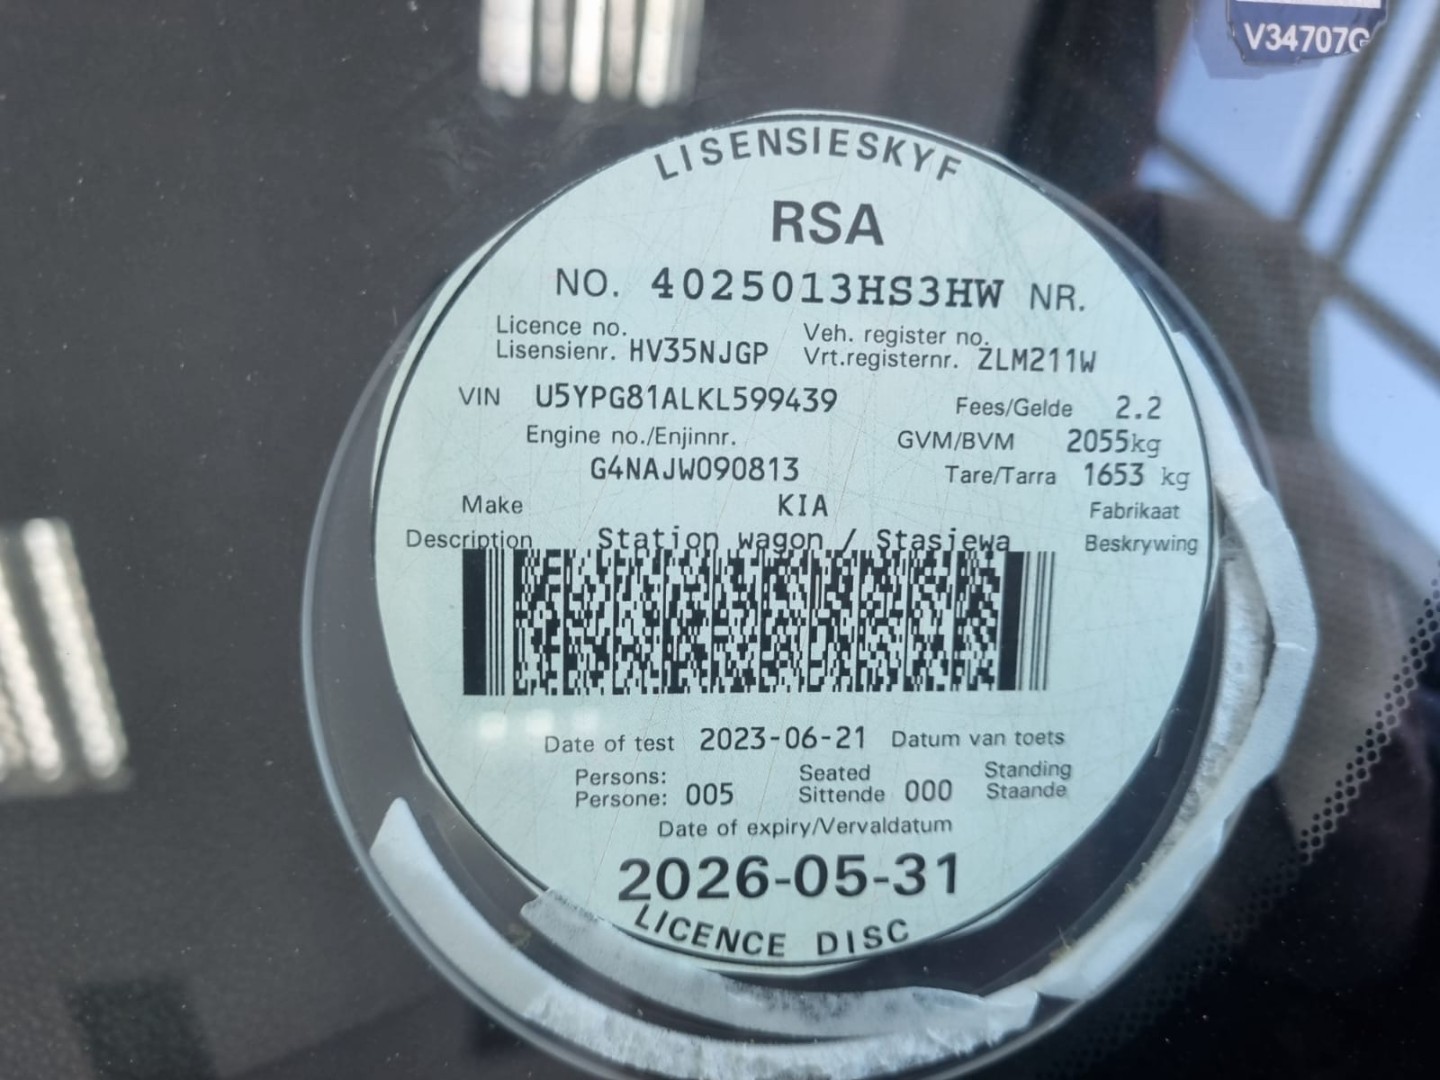 V34707G
LISENSIESKYF
RSA
NO. 4025013HS3HW NR.
Licence no. Veh. register no.
Lisensienr. HV35NJGP Vrt.registernr. ZLM211W
VIN U5YPG81ALKL599439 Fees/Gelde 2.2
Engine no./Enjinnr. GVM/BVM 2055kg
G4NAJW090813 Tare/Tarra 1653 kg
Make KIA Fabrikaat
Description Station wagon / Stasiewa Beskrywing
Date of test 2023-06-21 Datum van toets
Persons: Seated Standing
Persone: 005 Sittende 000 Staande
Date of expiry/Vervaldatum
2026-05-31
LICENCE DISC